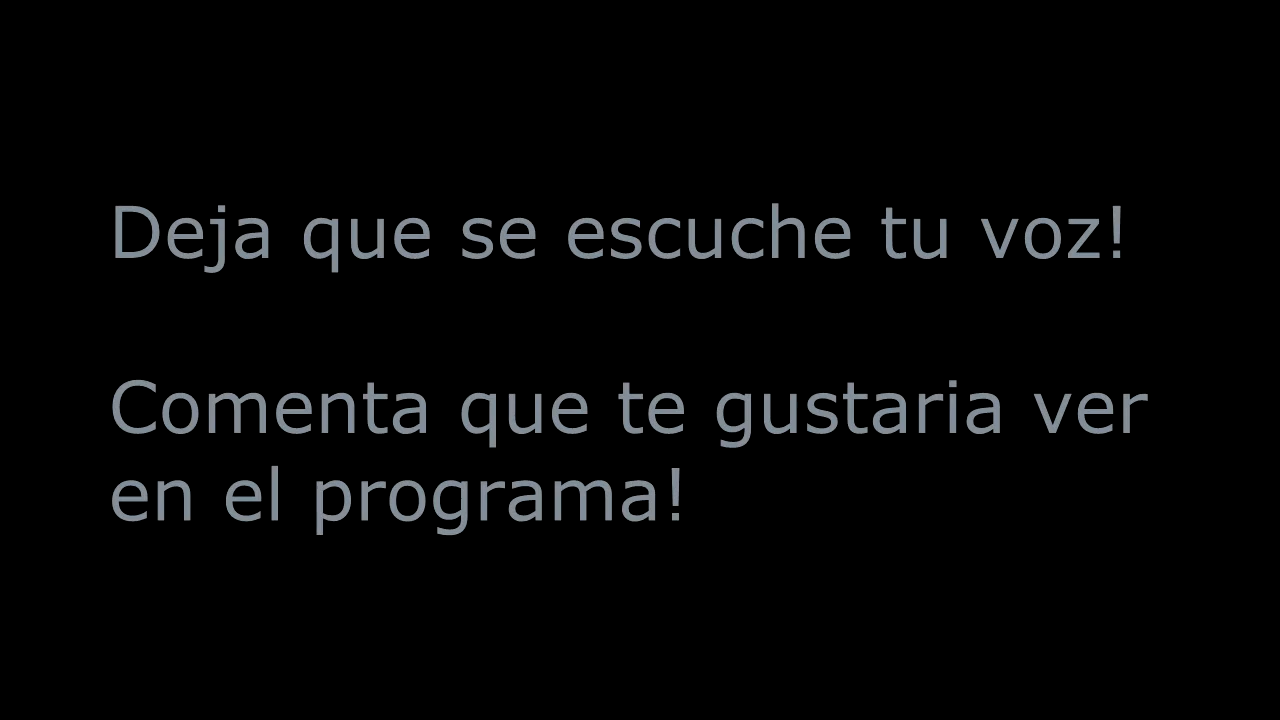 Deja que se escuche tu voz!
Comenta que te gustaria ver
en el programa!